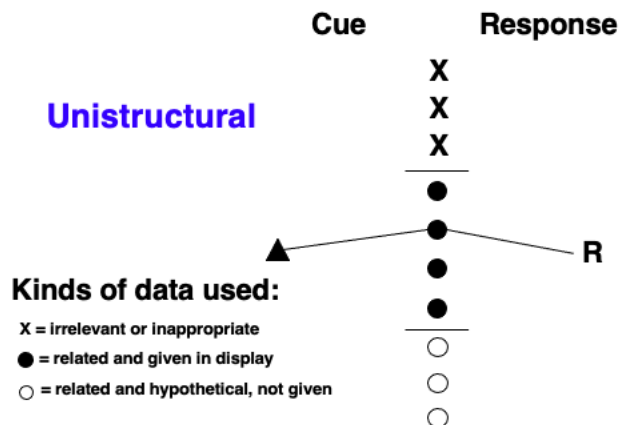 Cue Response
X
X
Unistructural
X
R
Kinds of data used:
X = irrelevant or inappropriate
= related and given in display
= related and hypothetical, not given